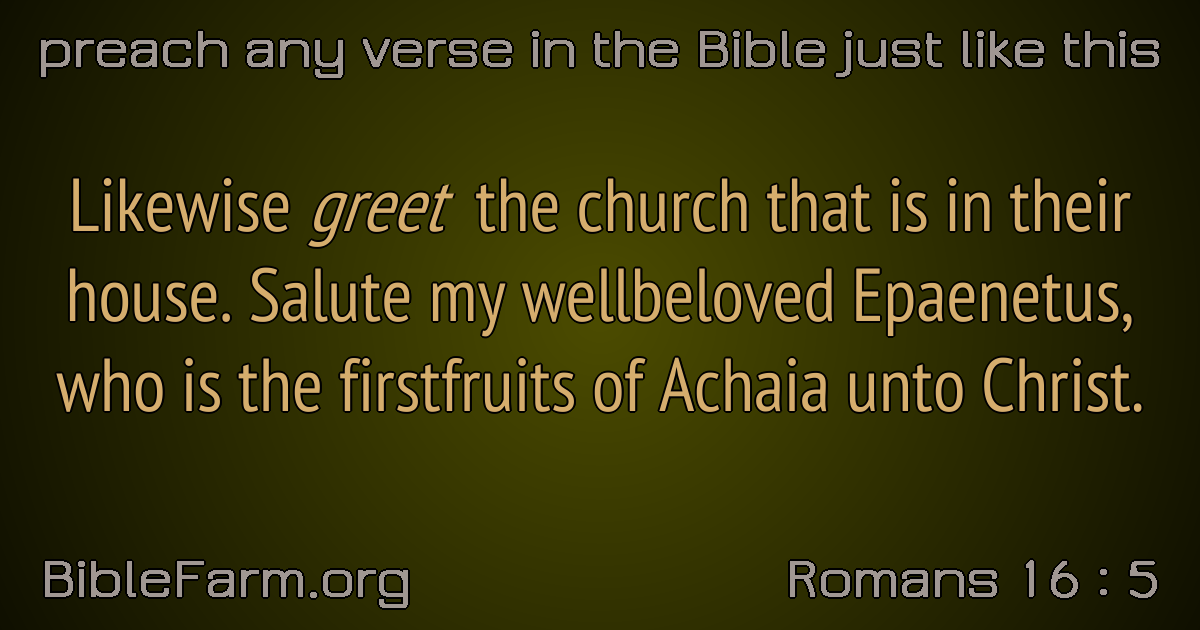 preach any verse in the Bible just like this
Likewise greet the church that is in their
house. Salute my wellbeloved Epaenetus,
who is the firstfruits of Achaia unto Christ.
BibleFarm.org
Romans 16 : 5